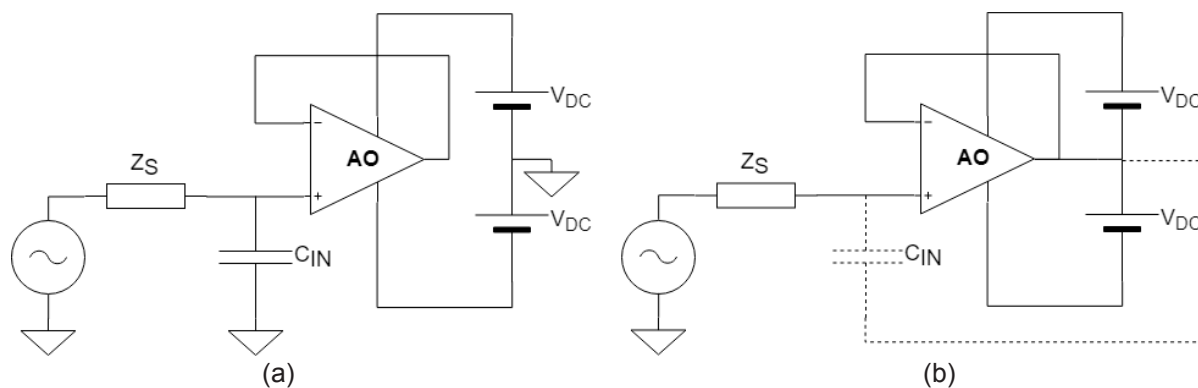 V_DC
−
AO
Z_S
+
V_DC
C_IN
(a)
V_DC
−
AO
Z_S
+
V_DC
C_IN
(b)